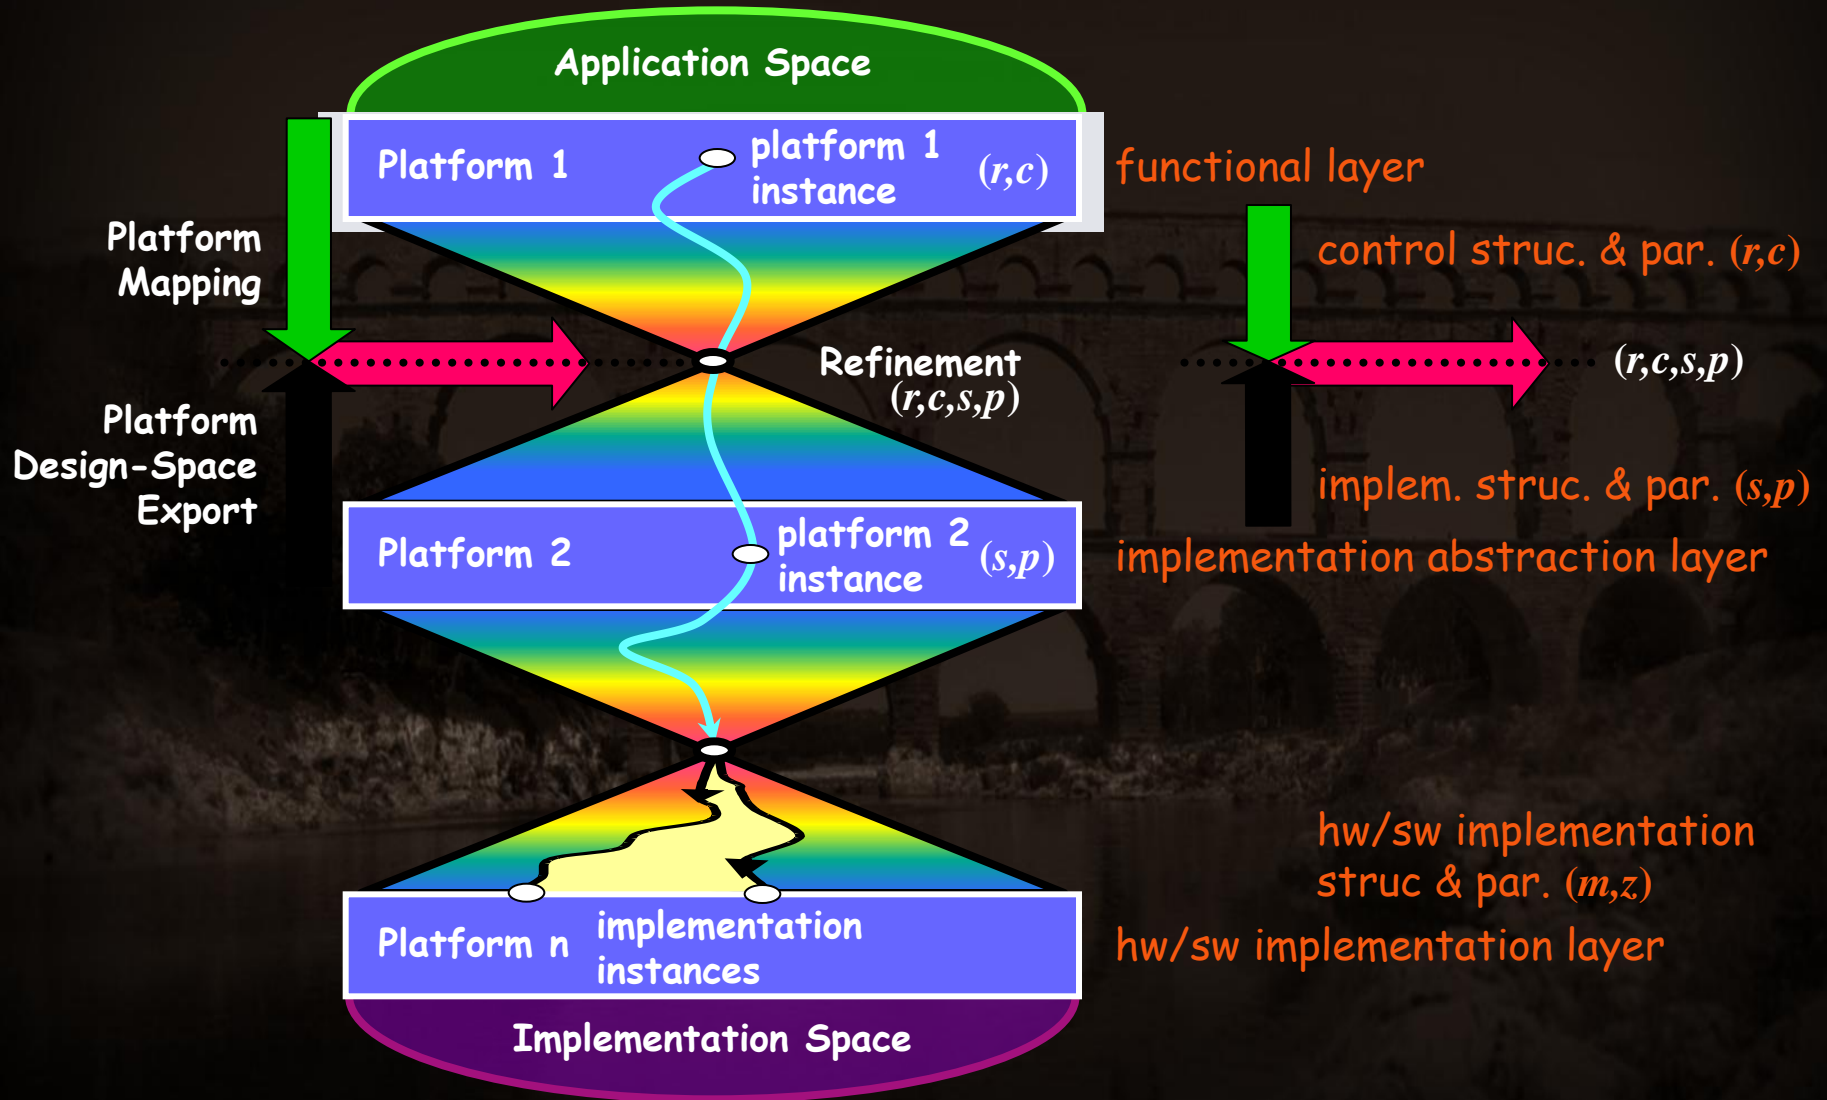 Application Space
Platform 1
platform 1
instance
(r,c)
functional layer
Platform
Mapping
control struc. & par. (r,c)
Refinement
(r,c,s,p)
(r,c,s,p)
Platform
Design-Space
Export
implem. struc. & par. (s,p)
Platform 2
platform 2
instance
(s,p)
implementation abstraction layer
hw/sw implementation
struc & par. (m,z)
Platform n
implementation
instances
hw/sw implementation layer
Implementation Space